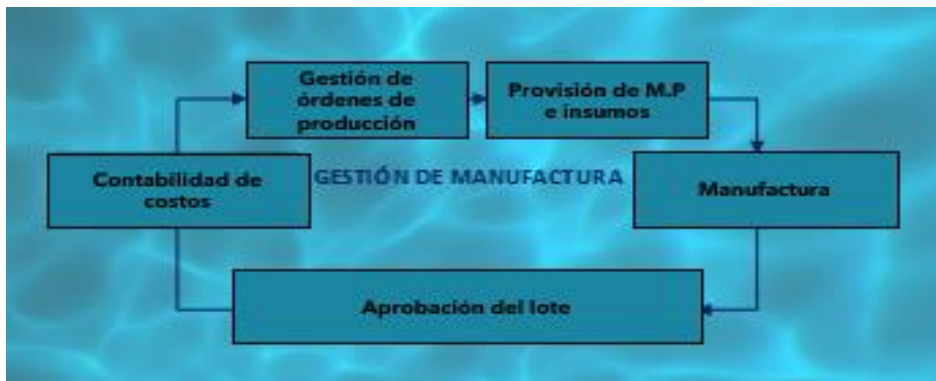 Gestión de
órdenes de
producción
Provisión de M.P
e insumos
Contabilidad de
costos
GESTIÓN DE MANUFACTURA
Manufactura
Aprobación del lote